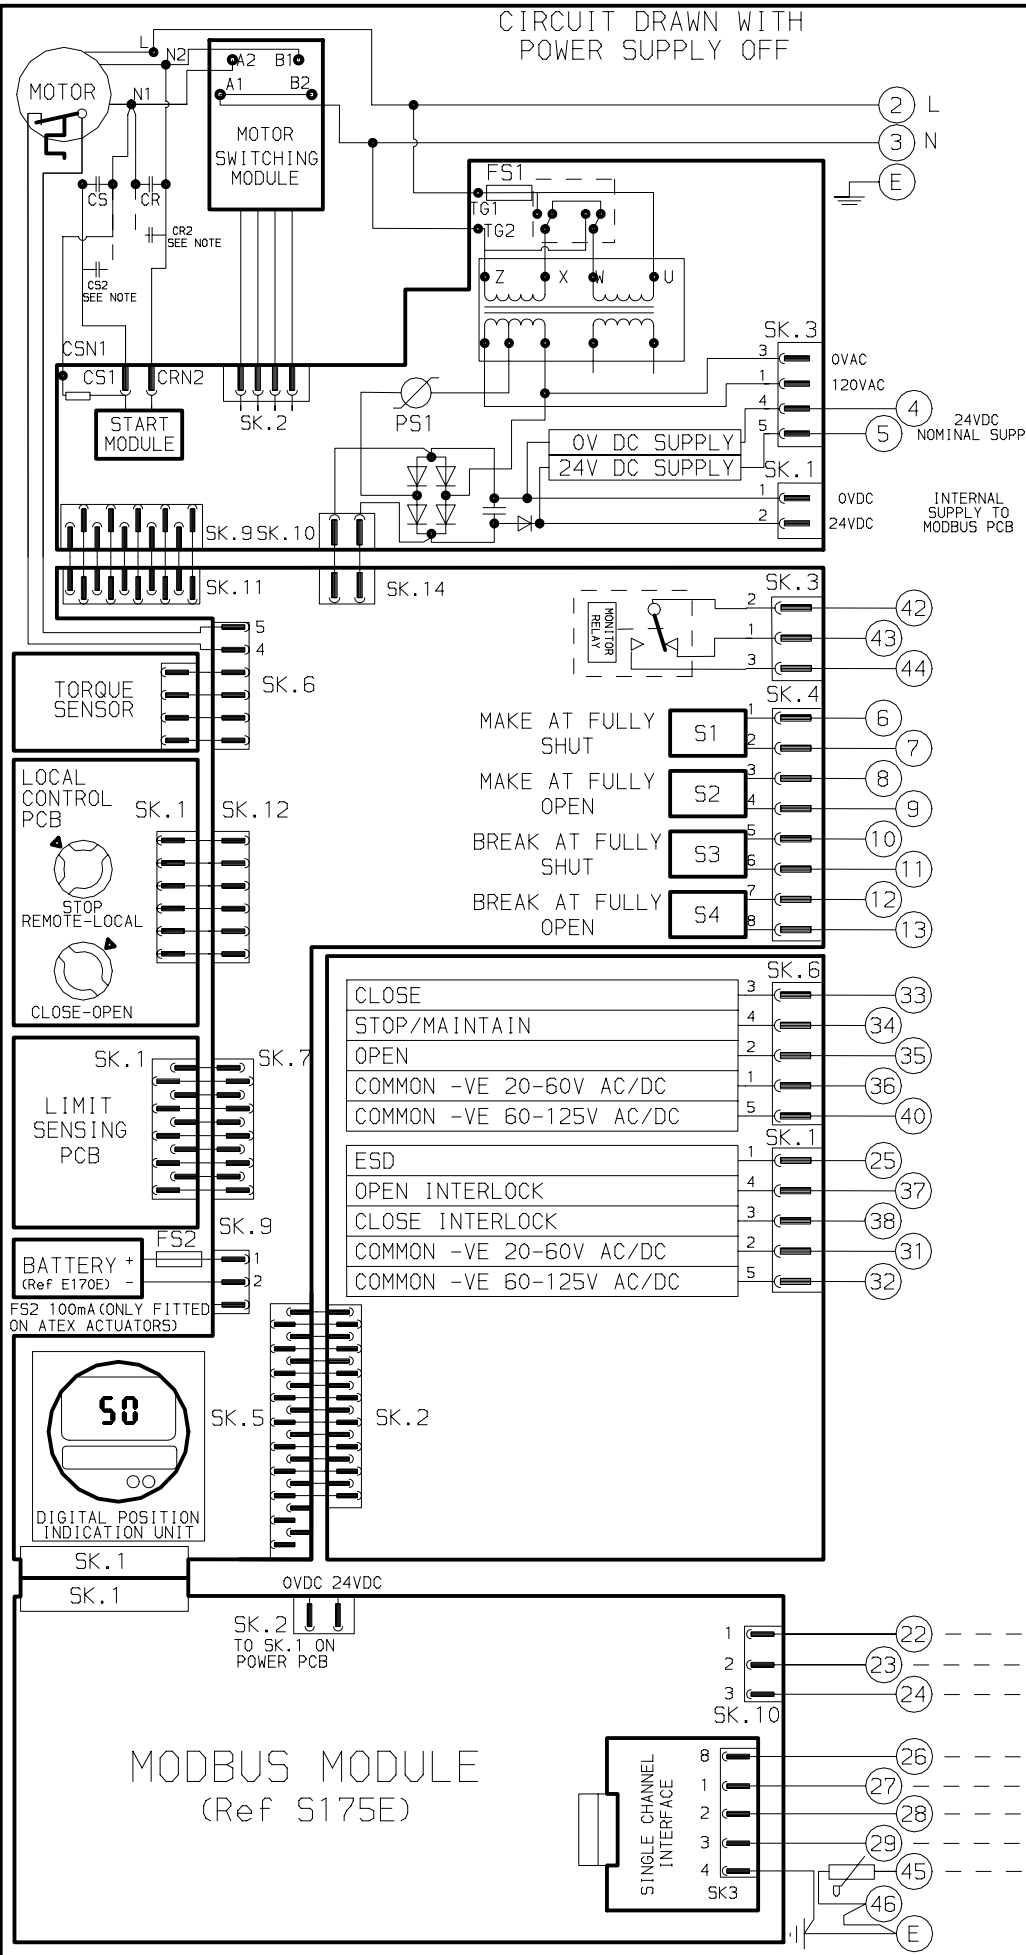 CIRCUIT DRAWN WITH
POWER SUPPLY OFF
L
N2
A2 B1
MOTOR
N1
A1 B2
MOTOR
SWITCHING
MODULE
2 L
3 N
E
FS1
TG1
TG2
CS CR
CR2
SEE NOTE
CS2
SEE NOTE
Z X W U
CSN1
CS1 CRN2
START
MODULE
SK.2
PS1
SK.3
3 0VAC
1 120VAC
4 4
5 5
24VDC
NOMINAL SUPP
0V DC SUPPLY
24V DC SUPPLY
SK.1
1 0VDC
2 24VDC
INTERNAL
SUPPLY TO
MODBUS PCB
SK.9 SK.10
SK.11
SK.14
MONITOR
RELAY
SK.3
2 42
1 43
3 44
5
4
SK.6
TORQUE
SENSOR
SK.4
MAKE AT FULLY
SHUT
S1
1 6
2 7
MAKE AT FULLY
OPEN
S2
3 8
4 9
BREAK AT FULLY
SHUT
S3
5 10
6 11
BREAK AT FULLY
OPEN
S4
7 12
8 13
LOCAL
CONTROL
PCB
SK.1 SK.12
STOP
REMOTE-LOCAL
CLOSE-OPEN
SK.6
CLOSE 3 33
STOP/MAINTAIN 4 34
OPEN 2 35
COMMON -VE 20-60V AC/DC 1 36
COMMON -VE 60-125V AC/DC 5 40
SK.1
ESD 1 25
OPEN INTERLOCK 4 37
CLOSE INTERLOCK 3 38
COMMON -VE 20-60V AC/DC 2 31
COMMON -VE 60-125V AC/DC 5 32
SK.1 SK.7
LIMIT
SENSING
PCB
SK.9
FS2
BATTERY +
(Ref E170E) -
1
2
FS2 100mA(ONLY FITTED
ON ATEX ACTUATORS)
50
SK.5 SK.2
DIGITAL POSITION
INDICATION UNIT
SK.1
SK.1
0VDC 24VDC
SK.2
TO SK.1 ON
POWER PCB
1 22
2 23
3 24
SK.10
MODBUS MODULE
(Ref S175E)
SINGLE CHANNEL
INTERFACE
8 26
1 27
2 28
3 29
4 45
SK3
U
46
E